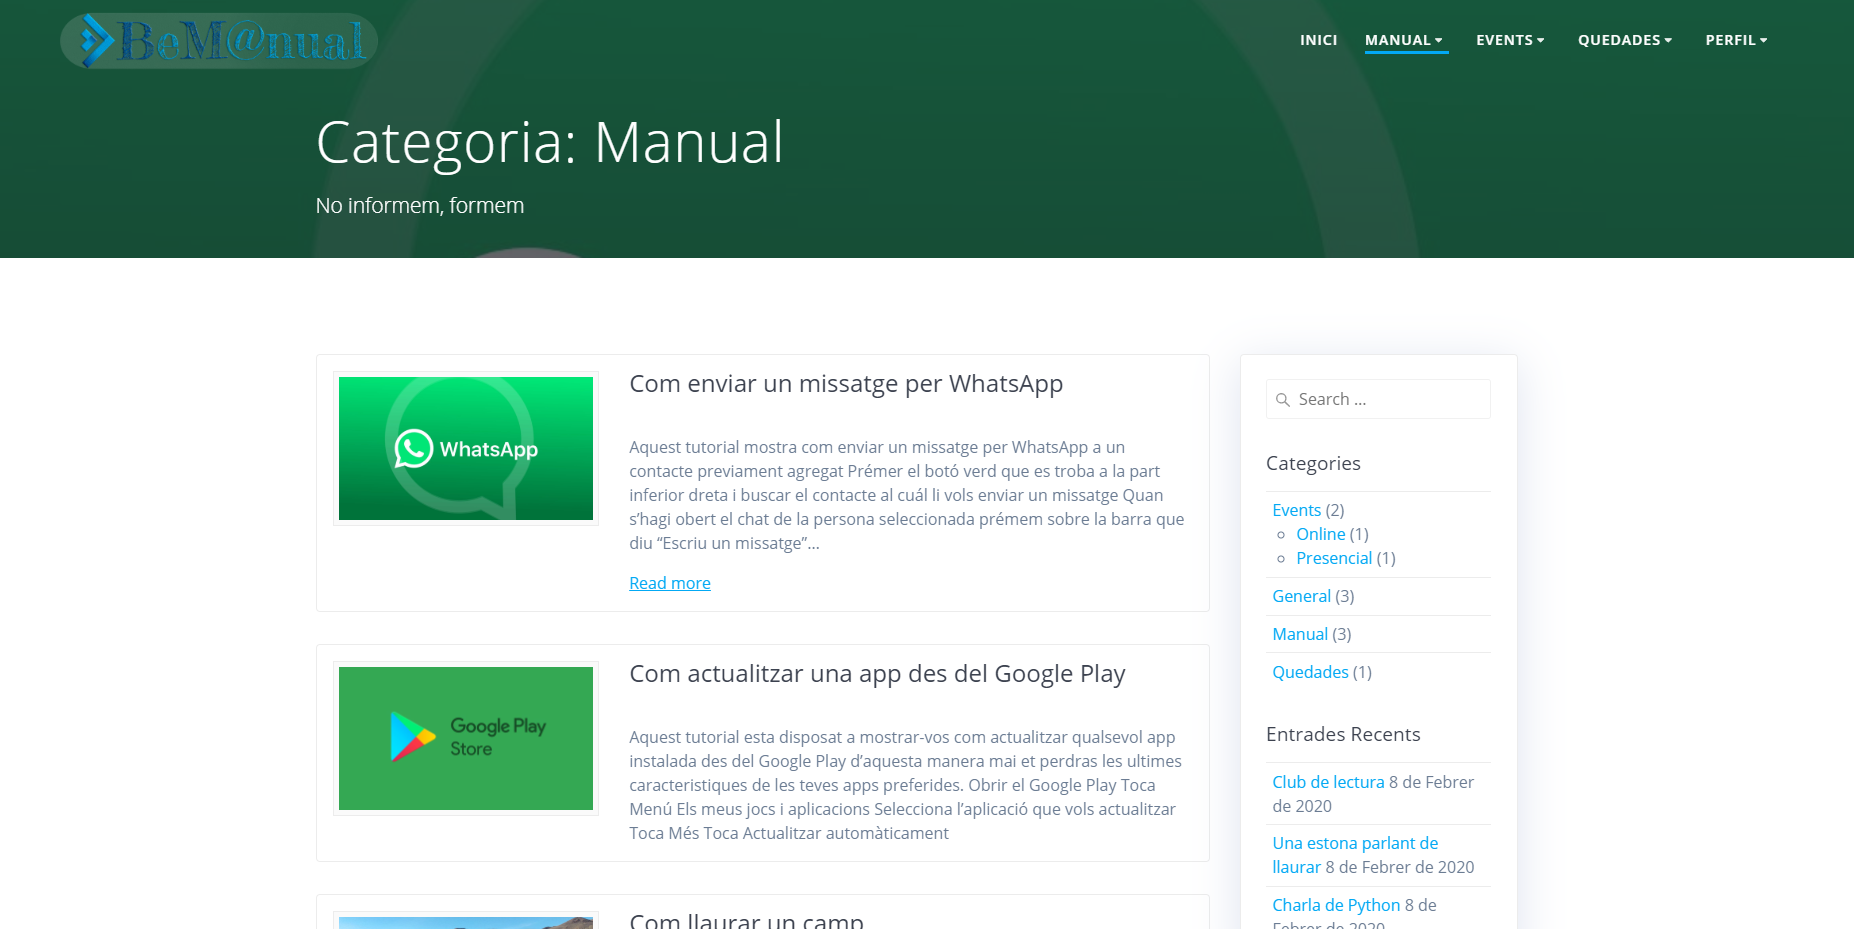 BeM@nual
INICI
MANUAL
EVENTS
QUEDADES
PERFIL
Categoria: Manual
No informem, formem
WhatsApp
Com enviar un missatge per WhatsApp
Aquest tutorial mostra com enviar un missatge per WhatsApp a un
contacte previament agregat Prémer el botó verd que es troba a la part
inferior dreta i buscar el contacte al cuál li vols enviar un missatge Quan
s’hagi obert el chat de la persona seleccionada prémem sobre la barra que
diu “Escriu un missatge”…
Read more
Google Play
Store
Com actualitzar una app des del Google Play
Aquest tutorial esta disposat a mostrar-vos com actualitzar qualsevol app
instalada des del Google Play d’aquesta manera mai et perdras les ultimes
caracteristiques de les teves apps preferides. Obrir el Google Play Toca
Menú Els meus jocs i aplicacions Selecciona l’aplicació que vols actualitzar
Toca Més Toca Actualitzar automàticament
Com llaurar un camp
Search …
Categories
Events (2)
Online (1)
Presencial (1)
General (3)
Manual (3)
Quedades (1)
Entrades Recents
Club de lectura 8 de Febrer
de 2020
Una estona parlant de
llaurar 8 de Febrer de 2020
Charla de Python 8 de
Febrer de 2020